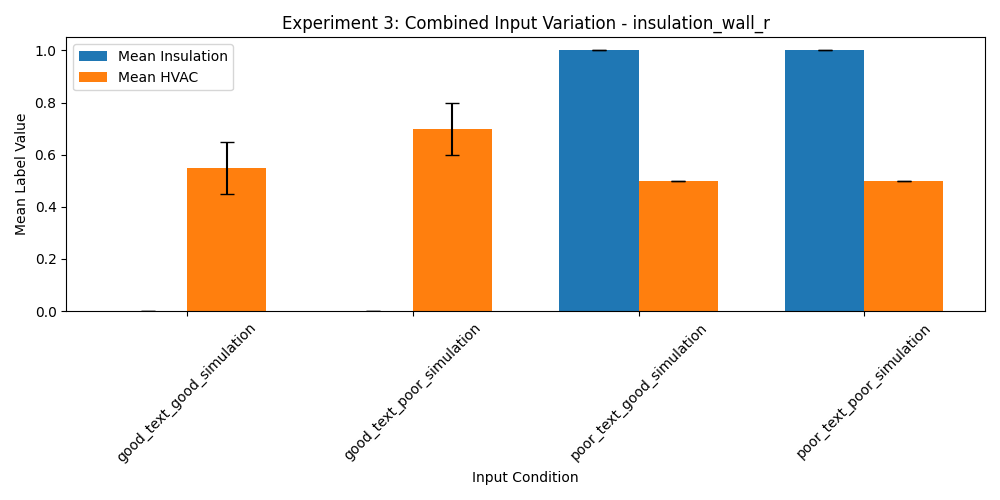 Experiment 3: Combined Input Variation - insulation_wall_r
Mean Insulation
Mean HVAC
Mean Label Value
1.0
0.8
0.6
0.4
0.2
0.0
good_text_good_simulation
good_text_poor_simulation
poor_text_good_simulation
poor_text_poor_simulation
Input Condition